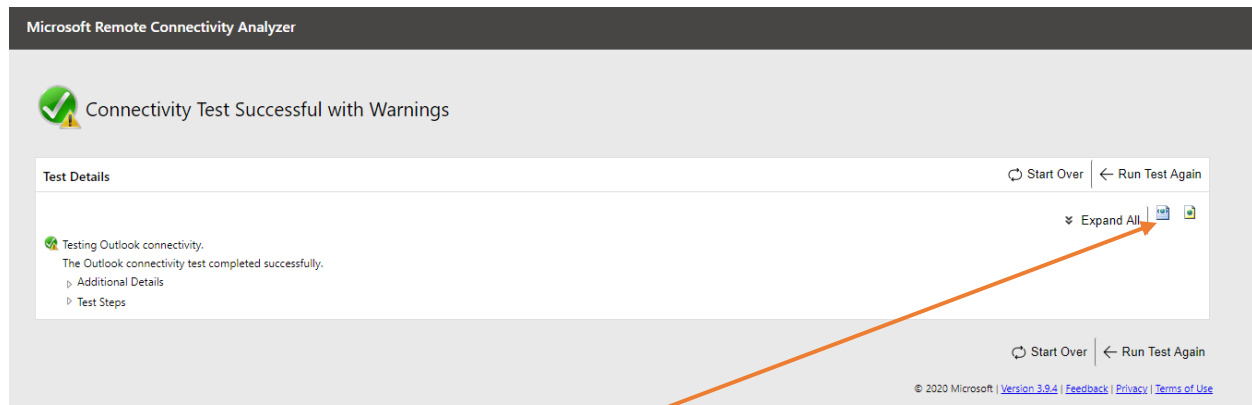 Microsoft Remote Connectivity Analyzer
Connectivity Test Successful with Warnings
Test Details
Start Over
Run Test Again
Expand All
Testing Outlook connectivity.
The Outlook connectivity test completed successfully.
Additional Details
Test Steps
Start Over
Run Test Again
© 2020 Microsoft | Version 3.9.4 | Feedback | Privacy | Terms of Use